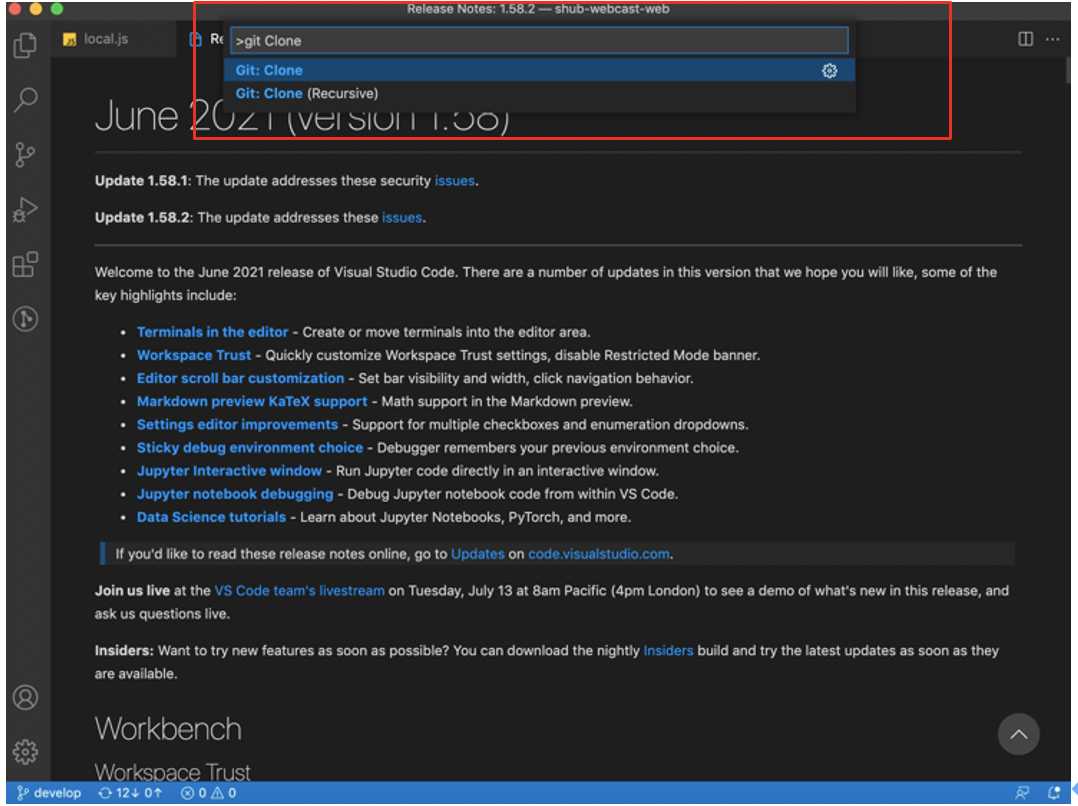 Release Notes: 1.58.2 — shub-webcast-web
local.js
Re
>git Clone
Git: Clone
Git: Clone (Recursive)
June 2021 (version 1.58)
Update 1.58.1: The update addresses these security issues.
Update 1.58.2: The update addresses these issues.
Welcome to the June 2021 release of Visual Studio Code. There are a number of updates in this version that we hope you will like, some of the
key highlights include:
• Terminals in the editor - Create or move terminals into the editor area.
• Workspace Trust - Quickly customize Workspace Trust settings, disable Restricted Mode banner.
• Editor scroll bar customization - Set bar visibility and width, click navigation behavior.
• Markdown preview KaTeX support - Math support in the Markdown preview.
• Settings editor improvements - Support for multiple checkboxes and enumeration dropdowns.
• Sticky debug environment choice - Debugger remembers your previous environment choice.
• Jupyter Interactive window - Run Jupyter code directly in an interactive window.
• Jupyter notebook debugging - Debug Jupyter notebook code from within VS Code.
• Data Science tutorials - Learn about Jupyter Notebooks, PyTorch, and more.
If you'd like to read these release notes online, go to Updates on code.visualstudio.com.
Join us live at the VS Code team's livestream on Tuesday, July 13 at 8am Pacific (4pm London) to see a demo of what's new in this release, and
ask us questions live.
Insiders: Want to try new features as soon as possible? You can download the nightly Insiders build and try the latest updates as soon as they
are available.
Workbench
Workspace Trust
develop 12↓ 0↑ 0 0